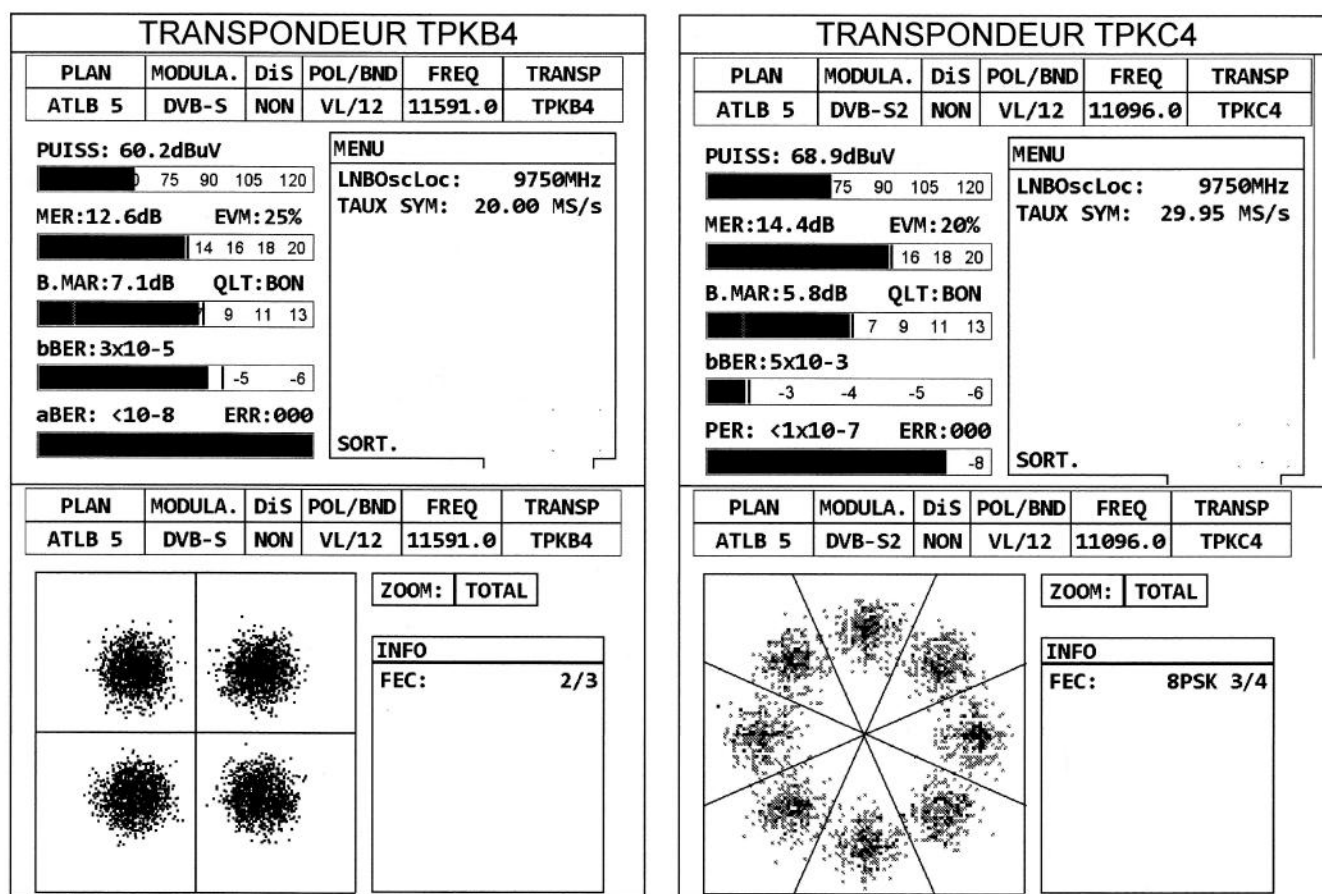 TRANSPONDEUR TPKB4
PLAN MODULA. DiS POL/BND FREQ TRANSP
ATLB 5 DVB-S NON VL/12 11591.0 TPKB4
PUISS: 60.2dBuV
75 90 105 120
MER:12.6dB EVM:25%
14 16 18 20
B.MAR:7.1dB QLT:BON
9 11 13
bBER:3x10-5
-5 -6
aBER: <10-8 ERR:000
MENU
LNBOscLoc: 9750MHz
TAUX SYM: 20.00 MS/s
SORT.
PLAN MODULA. DiS POL/BND FREQ TRANSP
ATLB 5 DVB-S NON VL/12 11591.0 TPKB4
ZOOM: TOTAL
INFO
FEC: 2/3
TRANSPONDEUR TPKC4
PLAN MODULA. DiS POL/BND FREQ TRANSP
ATLB 5 DVB-S2 NON VL/12 11096.0 TPKC4
PUISS: 68.9dBuV
75 90 105 120
MER:14.4dB EVM:20%
16 18 20
B.MAR:5.8dB QLT:BON
7 9 11 13
bBER:5x10-3
-3 -4 -5 -6
PER: <1x10-7 ERR:000
-8
MENU
LNBOscLoc: 9750MHz
TAUX SYM: 29.95 MS/s
SORT.
PLAN MODULA. DiS POL/BND FREQ TRANSP
ATLB 5 DVB-S2 NON VL/12 11096.0 TPKC4
ZOOM: TOTAL
INFO
FEC: 8PSK 3/4